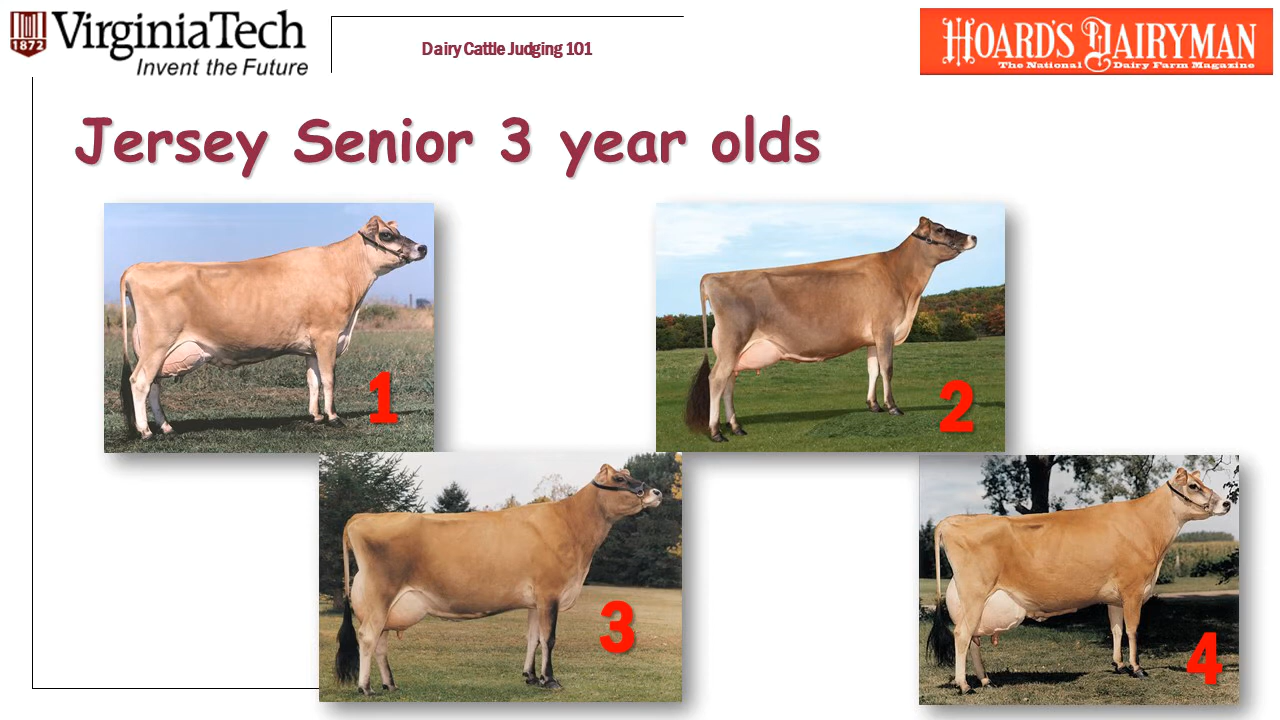 1872 VirginiaTech
Invent the Future
Dairy Cattle Judging 101
HOARD'S DAIRYMAN
The National Dairy Farm Magazine
Jersey Senior 3 year olds
1
2
3
4